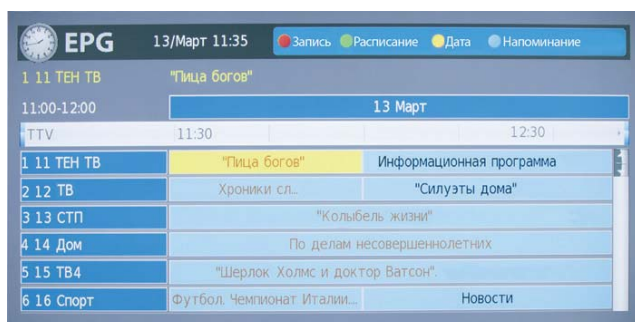 EPG 13/Март 11:35 Запись Расписание Дата Напоминание
1 11 ТЕН ТВ "Пица богов"
11:00-12:00 13 Март
TTV 11:30 12:30
1 11 ТЕН ТВ "Пица богов" Информационная программа
2 12 ТВ Хроники сл... "Силуэты дома"
3 13 СТП "Колыбель жизни"
4 14 Дом По делам несовершеннолетних
5 15 ТВ4 "Шерлок Холмс и доктор Ватсон".
6 16 Спорт Футбол. Чемпионат Италии.... Новости